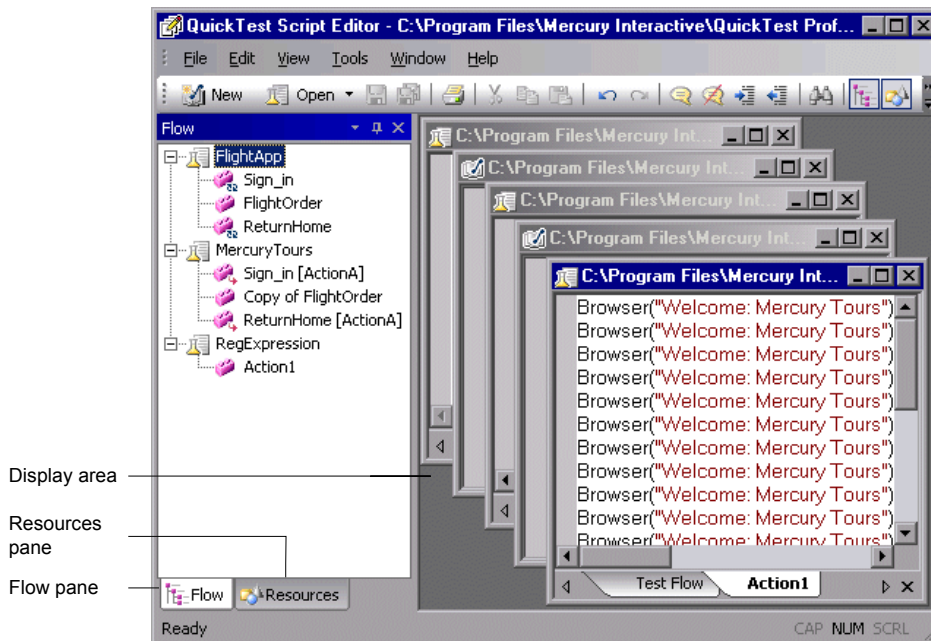 QuickTest Script Editor - C:\Program Files\Mercury Interactive\QuickTest Prof...
File Edit View Tools Window Help
New Open
Flow
FlightApp
Sign_in
FlightOrder
ReturnHome
MercuryTours
Sign_in [ActionA]
Copy of FlightOrder
ReturnHome [ActionA]
RegExpression
Action1
C:\Program Files\Mercury Int...
C:\Program Files\Mercury Int...
C:\Program Files\Mercury Int...
C:\Program Files\Mercury Int...
C:\Program Files\Mercury Int...
Browser("Welcome: Mercury Tours")
Browser("Welcome: Mercury Tours")
Browser("Welcome: Mercury Tours")
Browser("Welcome: Mercury Tours")
Browser("Welcome: Mercury Tours")
Browser("Welcome: Mercury Tours")
Browser("Welcome: Mercury Tours")
Browser("Welcome: Mercury Tours")
Browser("Welcome: Mercury Tours")
Browser("Welcome: Mercury Tours")
Browser("Welcome: Mercury Tours")
Test Flow Action1
Display area
Resources
pane
Flow pane
Flow Resources
Ready
CAP NUM SCRL